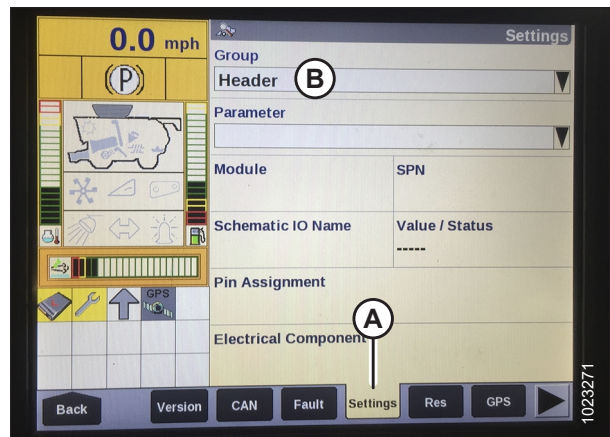 0.0 mph
(P)
GPS
Settings
Group
Header
B
Parameter
Module
SPN
Schematic IO Name
Value / Status
-----
Pin Assignment
A
Electrical Component
Back
Version
CAN
Fault
Settings
Res
GPS
1023271